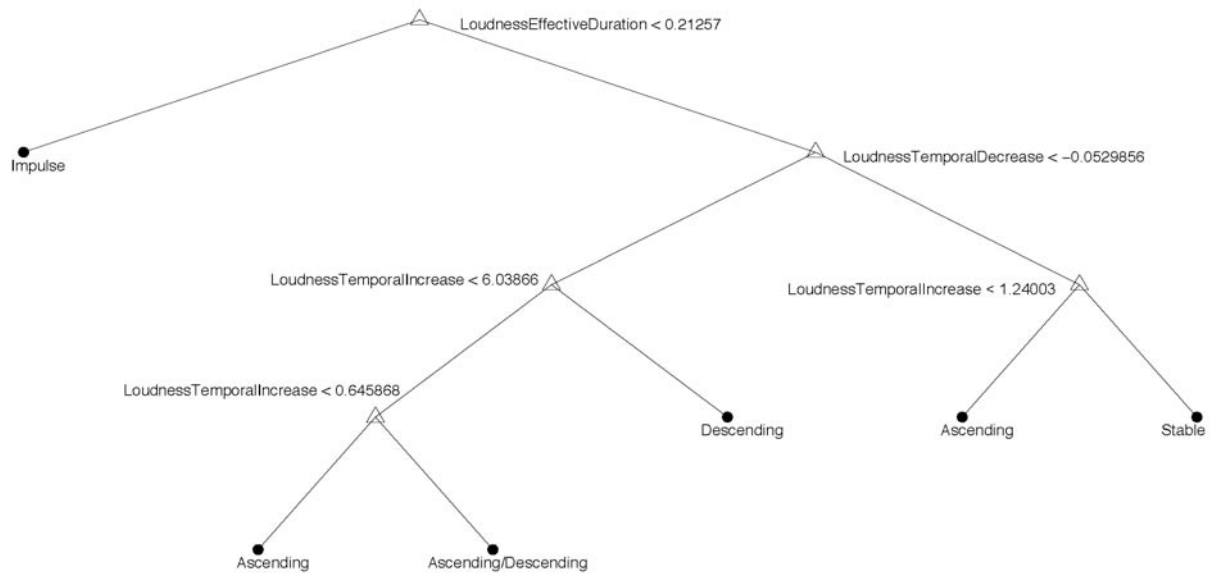 LoudnessEffectiveDuration < 0.21257
Impulse
LoudnessTemporalDecrease < −0.0529856
LoudnessTemporalIncrease < 6.03866
LoudnessTemporalIncrease < 1.24003
LoudnessTemporalIncrease < 0.645868
Descending
Ascending
Stable
Ascending
Ascending/Descending